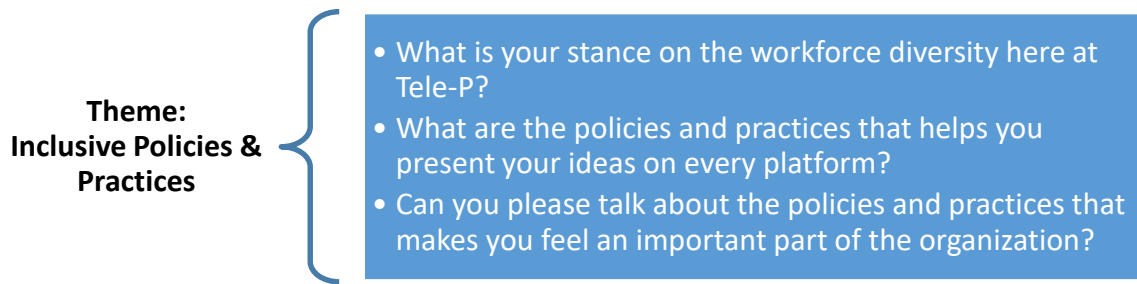 Theme:
Inclusive Policies &
Practices
• What is your stance on the workforce diversity here at
Tele-P?
• What are the policies and practices that helps you
present your ideas on every platform?
• Can you please talk about the policies and practices that
makes you feel an important part of the organization?